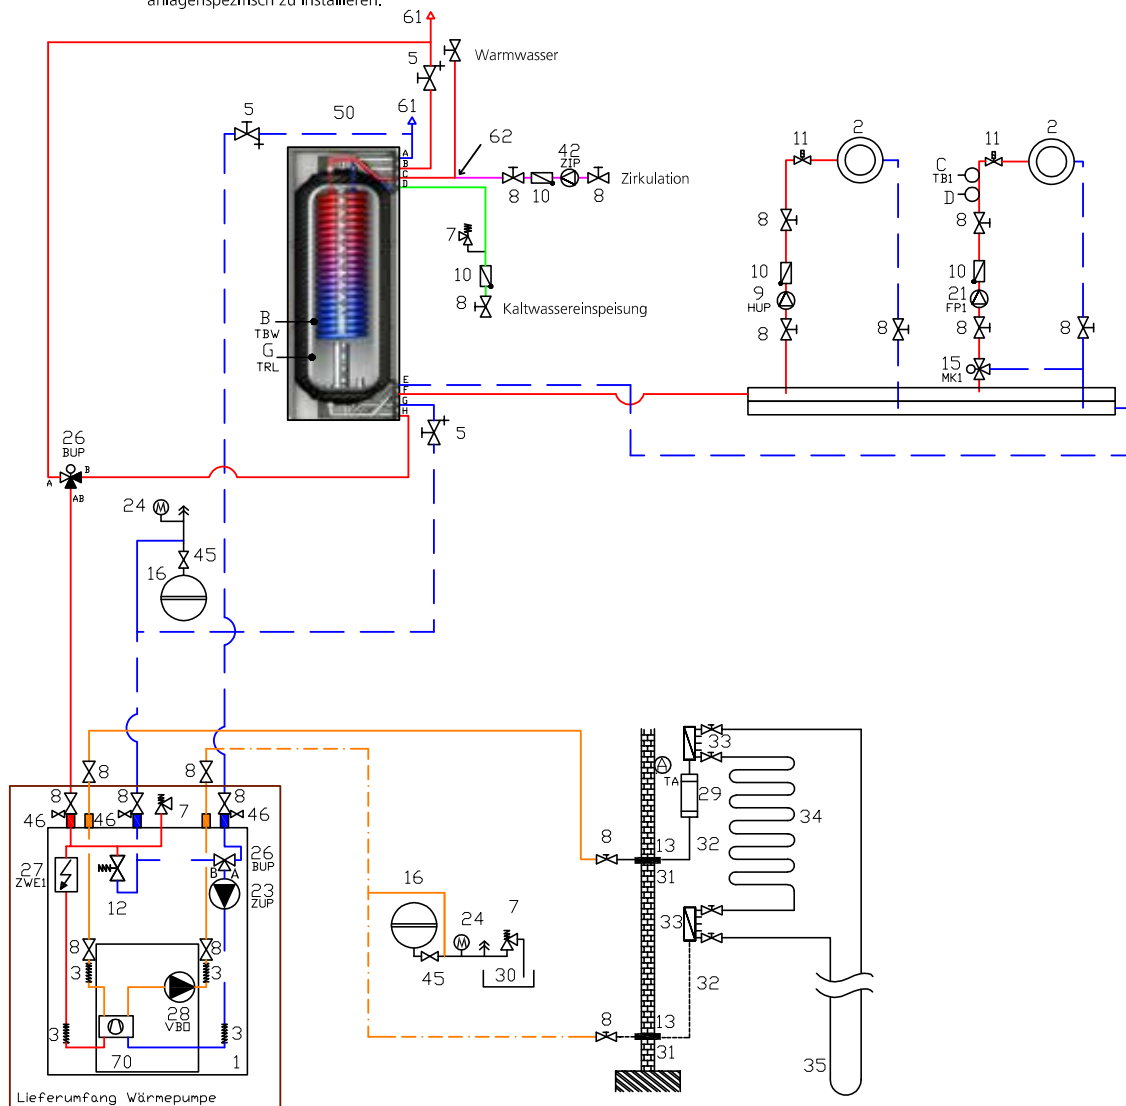 anlagenspezifisch zu installieren.
61
5
Warmwasser
5
50
61
62
42
ZIP
11
2
11
2
A
B
C
D
8
10
8
Zirkulation
C
TB1
D
7
8
8
10
8
Kaltwassereinspeisung
10
9
HUP
8
8
10
21
FP1
8
8
B
TBW
G
TRL
15
MK1
E
F
G
H
5
26
BUP
A
B
AB
24
M
45
16
8
8
8
8
8
7
46
46
46
27
ZWE1
12
26
BUP
B
A
23
ZUP
8
8
3
3
28
VBO
3
3
70
1
Lieferumfang Wärmepumpe
16
24
M
7
45
30
A
TA
33
29
34
32
8
13
31
33
32
8
13
31
35